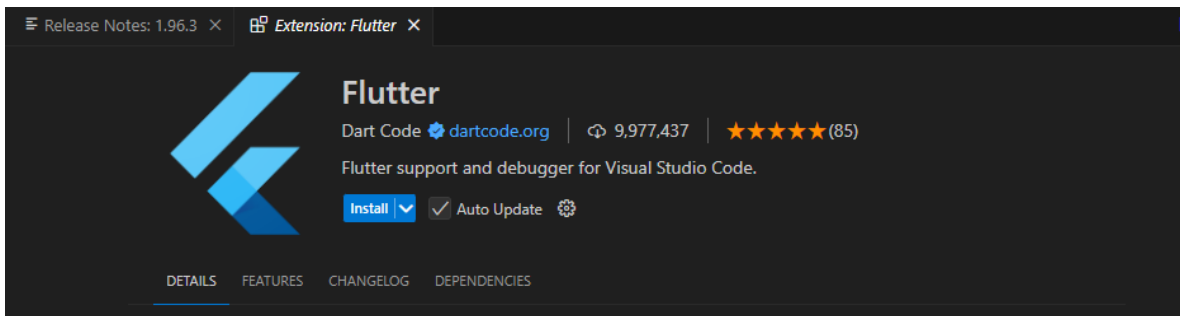 Release Notes: 1.96.3 Extension: Flutter
Flutter
Dart Code dartcode.org 9,977,437 (85)
Flutter support and debugger for Visual Studio Code.
Install Auto Update
DETAILS FEATURES CHANGELOG DEPENDENCIES